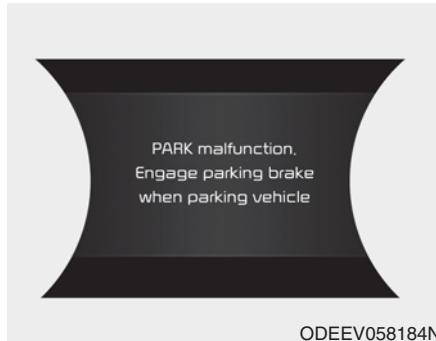 PARK malfunction.
Engage parking brake
when parking vehicle
ODEEV058184N